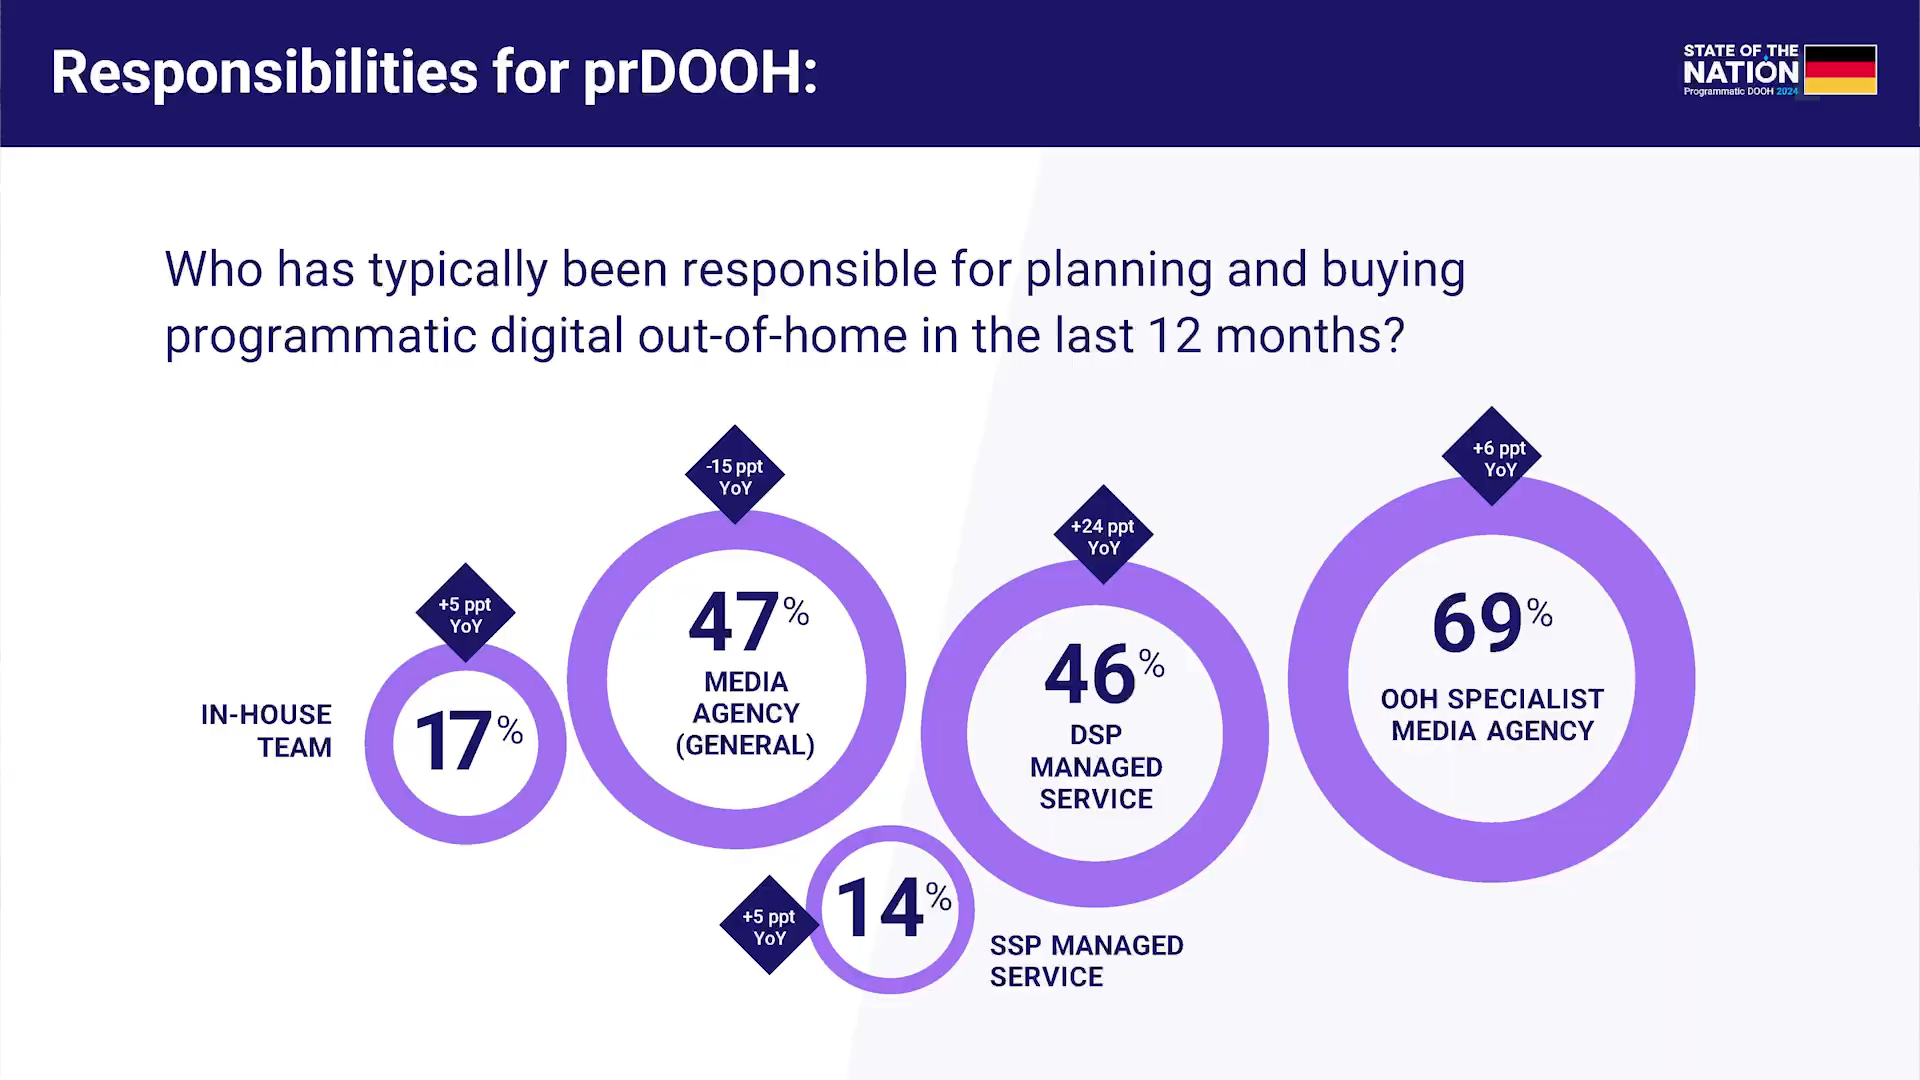 Responsibilities for prDOOH:
STATE OF THE
NATION
Programmatic DOOH 2024
Who has typically been responsible for planning and buying
programmatic digital out-of-home in the last 12 months?
+5 ppt
YoY
IN-HOUSE
TEAM
17%
-15 ppt
YoY
47%
MEDIA
AGENCY
(GENERAL)
+5 ppt
YoY
14%
SSP MANAGED
SERVICE
+24 ppt
YoY
46%
DSP
MANAGED
SERVICE
+6 ppt
YoY
69%
OOH SPECIALIST
MEDIA AGENCY